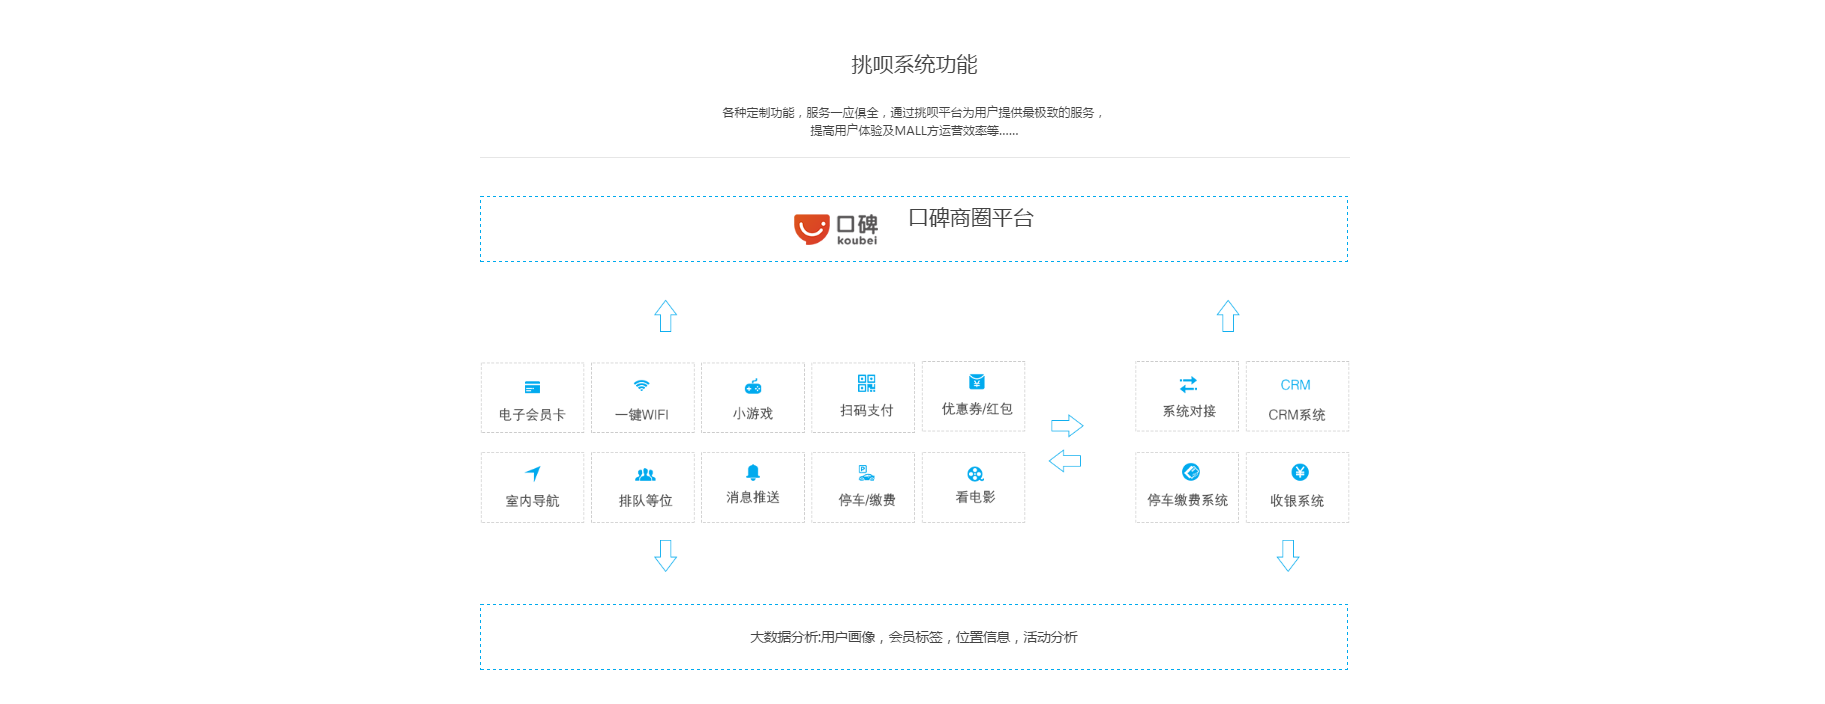 挑呗系统功能
各种定制功能，服务一应俱全，通过挑呗平台为用户提供最极致的服务，
提高用户体验及MALL方运营效率等......
口碑
koubei
口碑商圈平台
电子会员卡
一键WIFI
小游戏
扫码支付
优惠券/红包
系统对接
CRM
CRM系统
室内导航
排队等位
消息推送
P
停车/缴费
看电影
停车缴费系统
收银系统
大数据分析:用户画像，会员标签，位置信息，活动分析